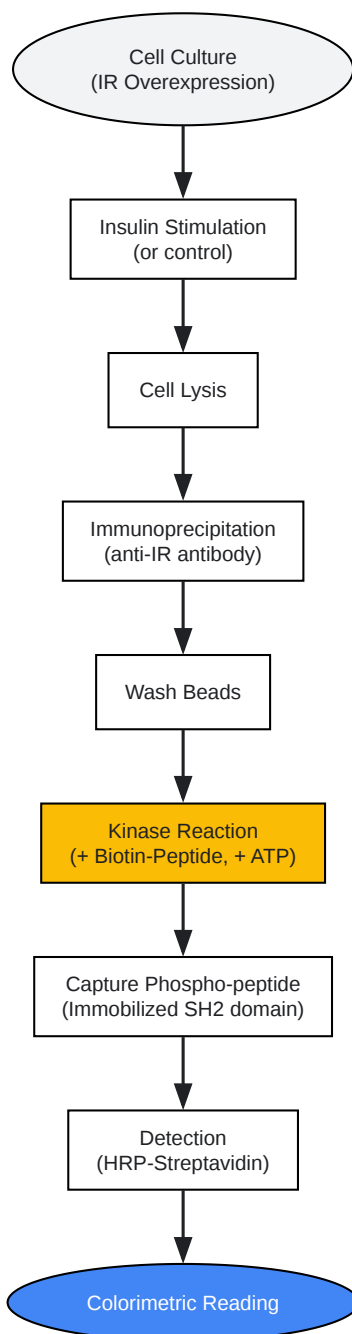 Cell Culture
(IR Overexpression)
Insulin Stimulation
(or control)
Cell Lysis
Immunoprecipitation
(anti-IR antibody)
Wash Beads
Kinase Reaction
(+ Biotin-Peptide, + ATP)
Capture Phospho-peptide
(Immobilized SH2 domain)
Detection
(HRP-Streptavidin)
Colorimetric Reading